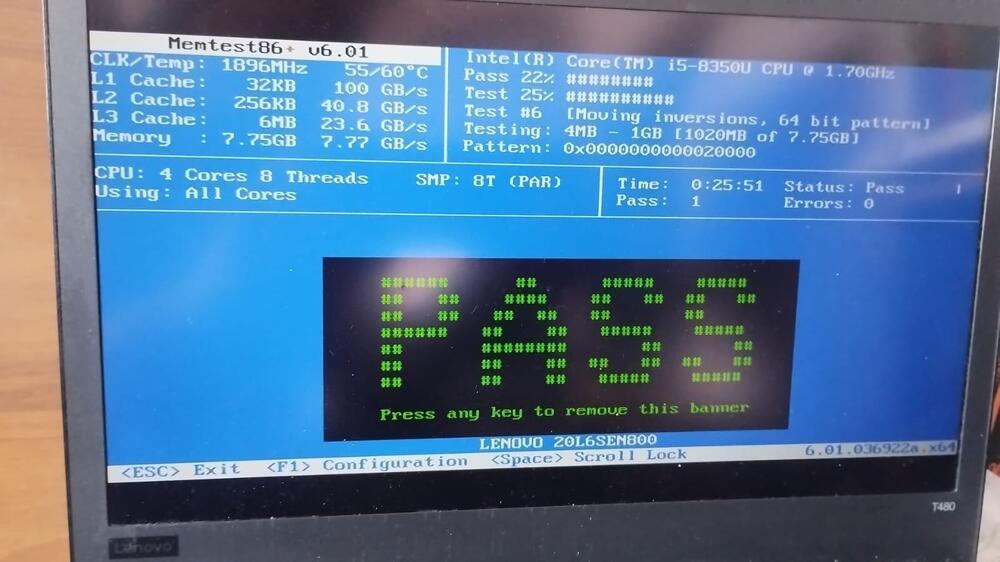 Memtest86+ v6.01
CLK/Temp: 1896MHz 55/60°C
L1 Cache: 32KB 100 GB/s
L2 Cache: 256KB 40.8 GB/s
L3 Cache: 6MB 23.6 GB/s
Memory : 7.75GB 7.77 GB/s
Intel(R) Core(TM) i5-8350U CPU @ 1.70GHz
Pass 22% ########
Test 25% ##########
Test #6 [Moving inversions, 64 bit pattern]
Testing: 4MB - 1GB [1020MB of 7.75GB]
Pattern: 0x0000000000020000
CPU: 4 Cores 8 Threads SMP: 8T (PAR)
Using: All Cores
Time: 0:25:51 Status: Pass |
Pass: 1 Errors: 0
PASS
Press any key to remove this banner
LENOVO 20L6SEN800
<ESC> Exit <F1> Configuration <Space> Scroll Lock 6.01.036922a.x64
T480
Lenovo